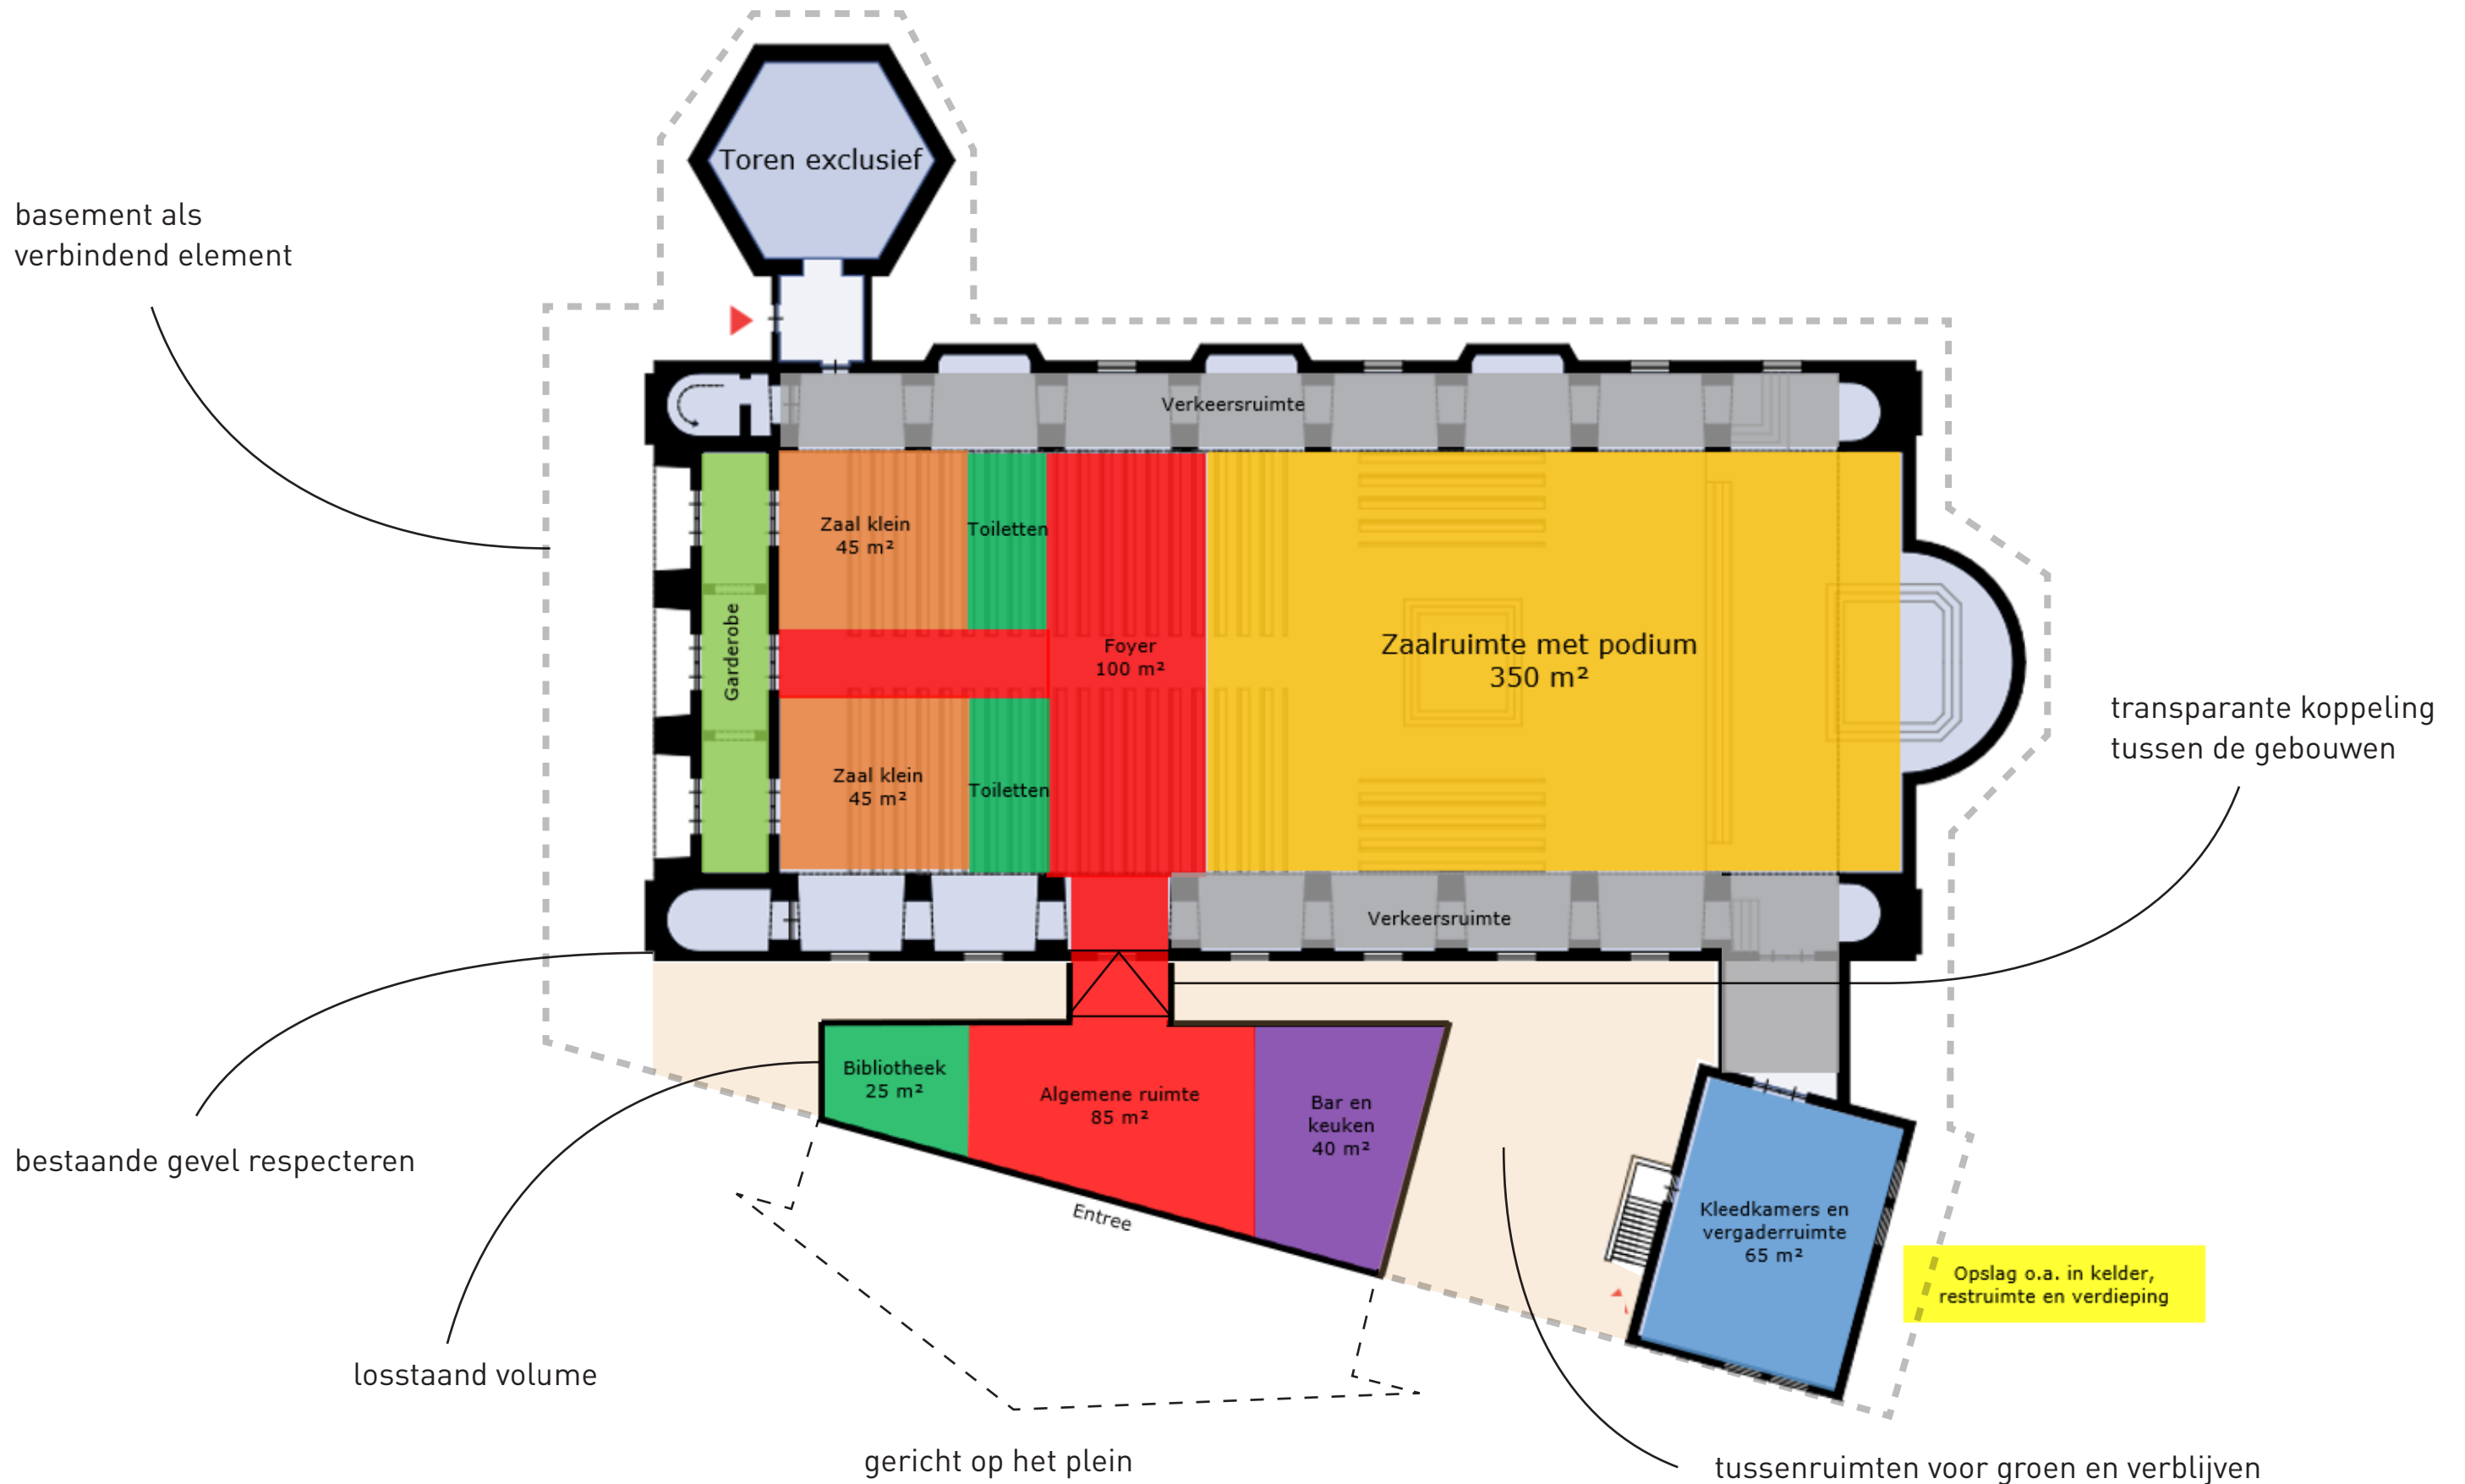 Toren exclusief
basement als
verbindend element
Verkeersruimte
Zaal klein
45 m²
Toiletten
Garderobe
Foyer
100 m²
Zaalruimte met podium
350 m²
transparante koppeling
tussen de gebouwen
Zaal klein
45 m²
Toiletten
Verkeersruimte
Bibliotheek
25 m²
Algemene ruimte
85 m²
Bar en
keuken
40 m²
bestaande gevel respecteren
Entree
Kleedkamers en
vergaderruimte
65 m²
Opslag o.a. in kelder,
restruimte en verdieping
losstaand volume
gericht op het plein
tussenruimten voor groen en verblijven